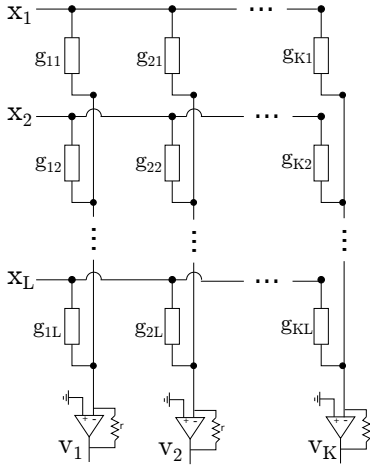 x1 ...
g11 g21 gK1
x2 ...
g12 g22 gK2
xL ...
g1L g2L gKL
+ - r + - r + - r
v1 v2 vK